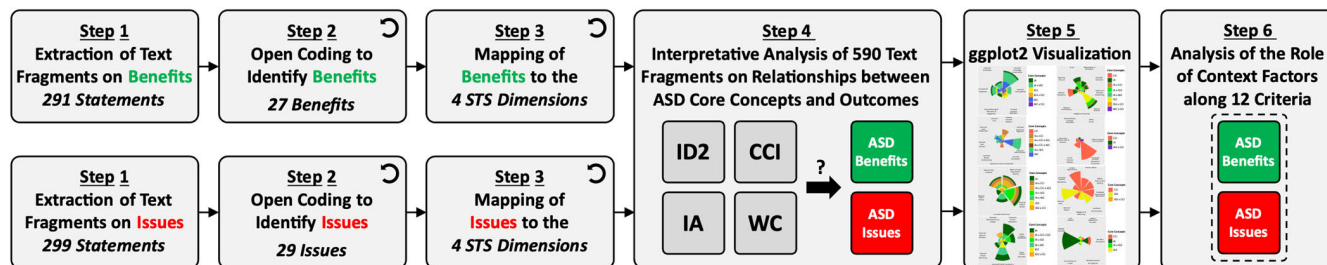 Step 1
Extraction of Text
Fragments on Benefits
291 Statements
Step 2
Open Coding to
Identify Benefits
27 Benefits
Step 3
Mapping of
Benefits to the
4 STS Dimensions
Step 1
Extraction of Text
Fragments on Issues
299 Statements
Step 2
Open Coding to
Identify Issues
29 Issues
Step 3
Mapping of
Issues to the
4 STS Dimensions
Step 4
Interpretative Analysis of 590 Text
Fragments on Relationships between
ASD Core Concepts and Outcomes
ID2
CCI
IA
WC
?
ASD
Benefits
ASD
Issues
Step 5
ggplot2 Visualization
Step 6
Analysis of the Role
of Context Factors
along 12 Criteria
ASD
Benefits
ASD
Issues